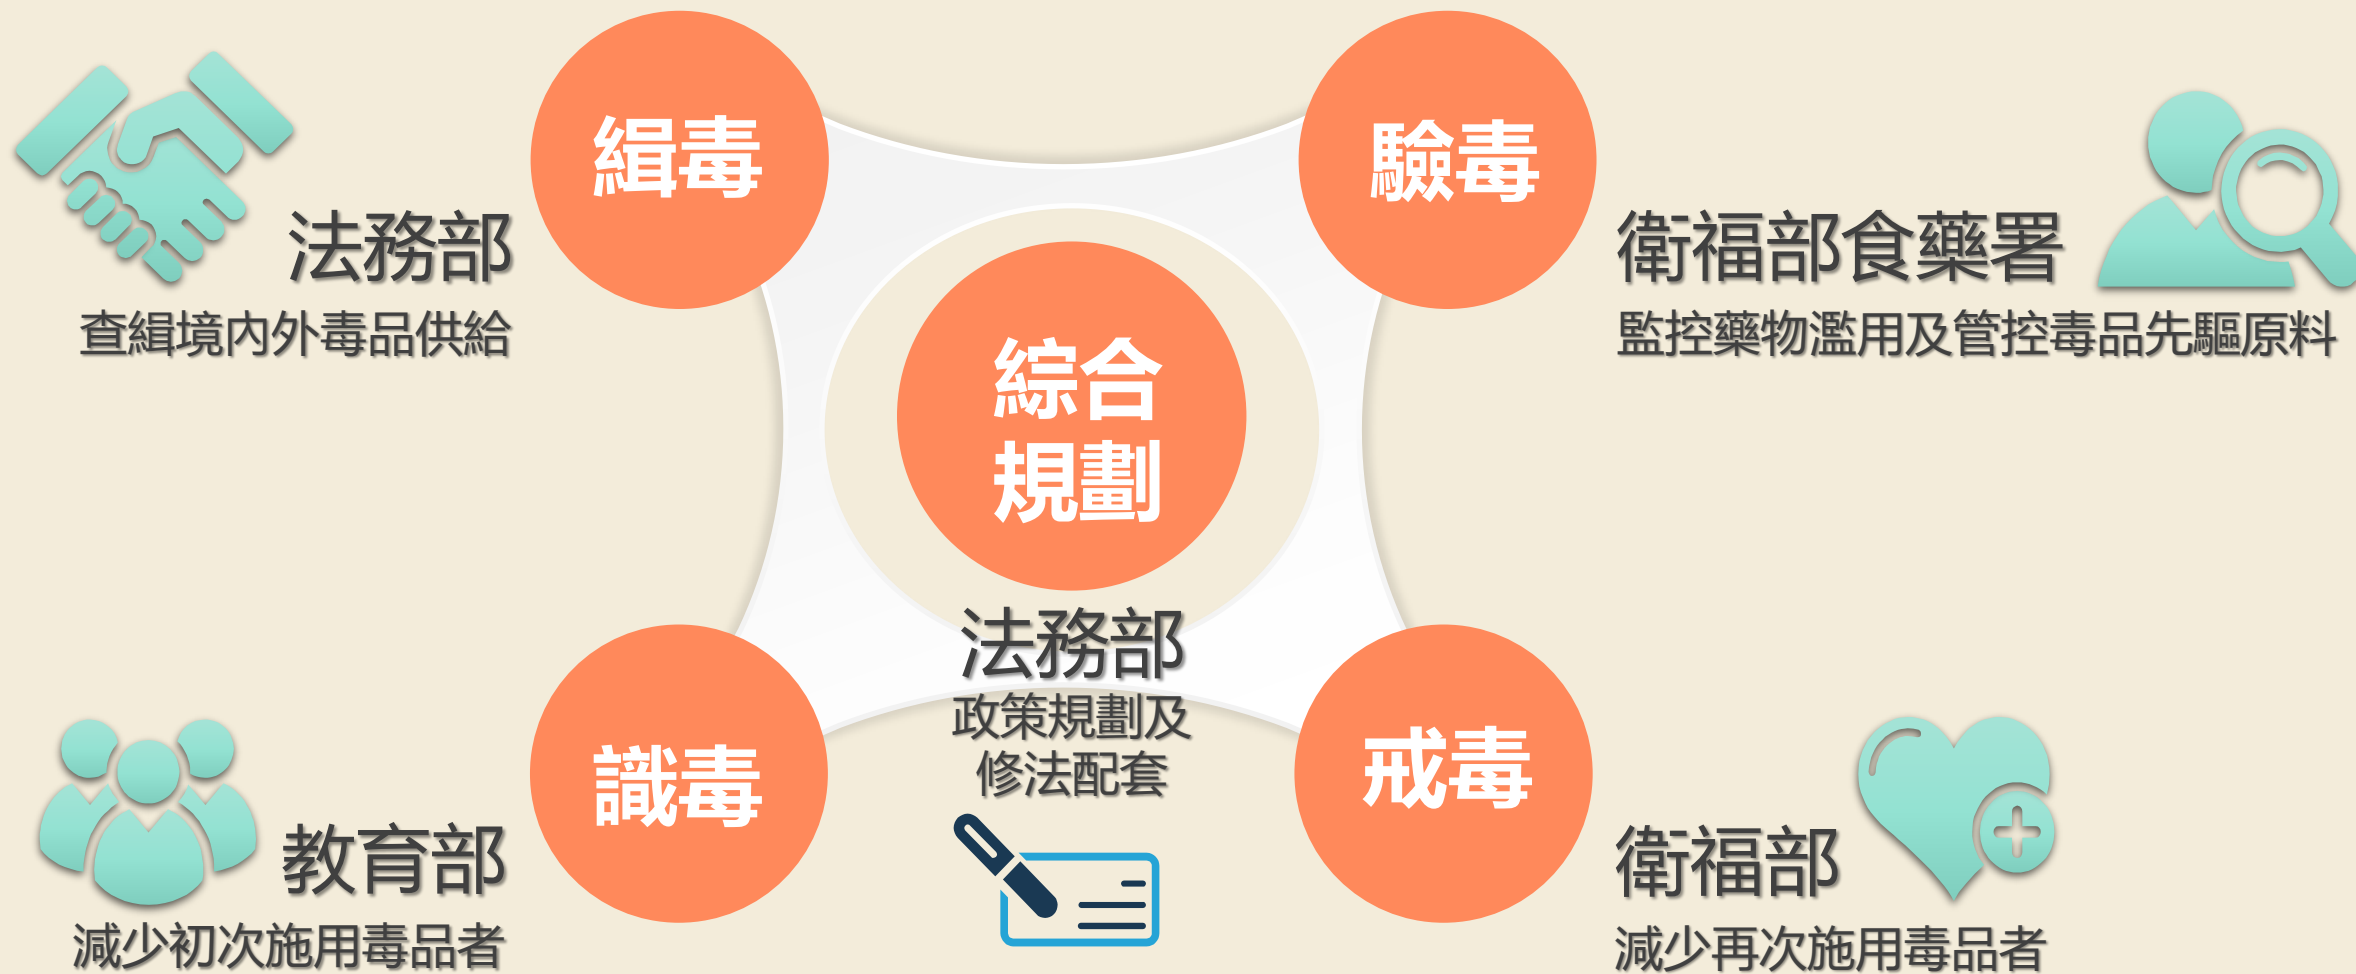 緝毒
法務部
查緝境內外毒品供給
驗毒
衛福部食藥署
監控藥物濫用及管控毒品先驅原料
綜合
規劃
法務部
政策規劃及
修法配套
識毒
教育部
減少初次施用毒品者
戒毒
衛福部
減少再次施用毒品者